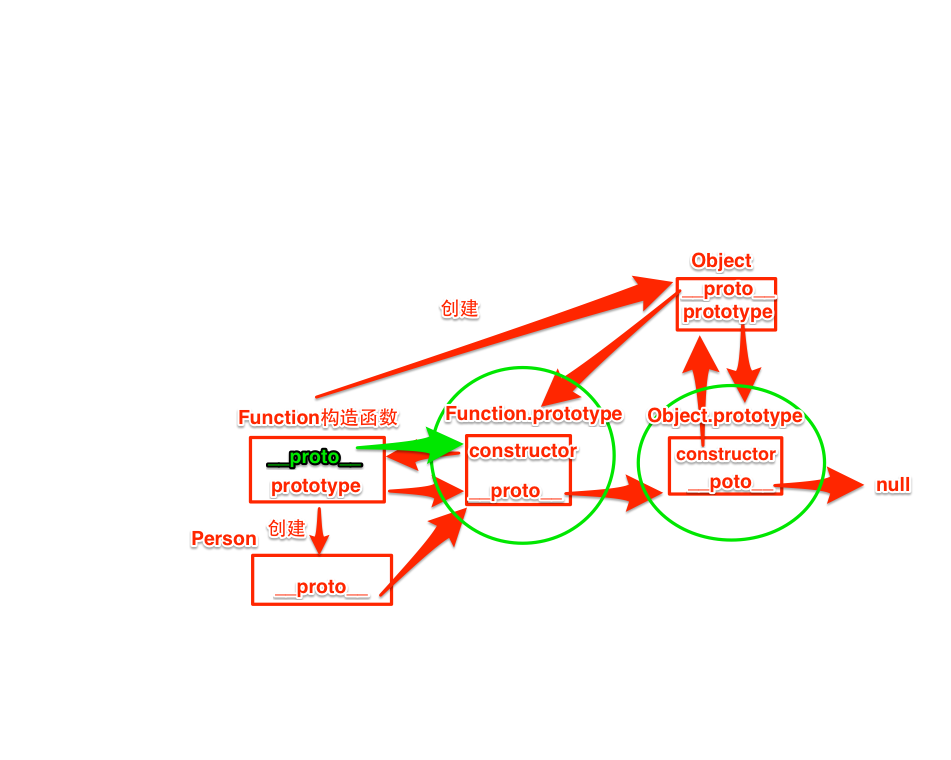 Object
__proto__
prototype
创建
Function构造函数
__proto__
prototype
Function.prototype
constructor
__proto__
Object.prototype
constructor
__poto__
null
创建
Person
__proto__